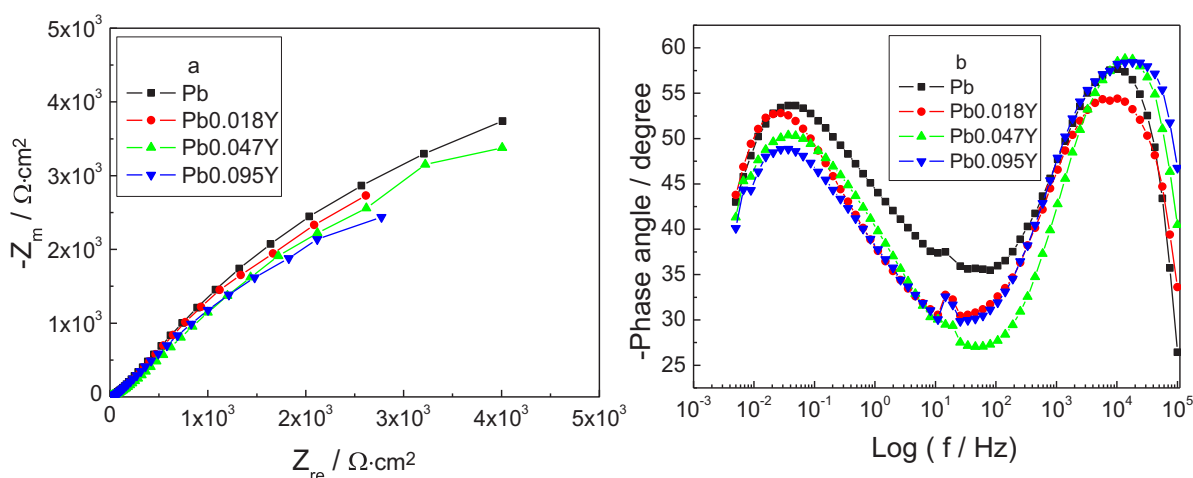 5x10³
4x10³
3x10³
2x10³
1x10³
0
-Zm / Ω·cm²
a
Pb
Pb0.018Y
Pb0.047Y
Pb0.095Y
0 1x10³ 2x10³ 3x10³ 4x10³ 5x10³
Zre / Ω·cm²
60
55
50
45
40
35
30
25
-Phase angle / degree
b
Pb
Pb0.018Y
Pb0.047Y
Pb0.095Y
10⁻³ 10⁻² 10⁻¹ 10⁰ 10¹ 10² 10³ 10⁴ 10⁵
Log ( f / Hz)